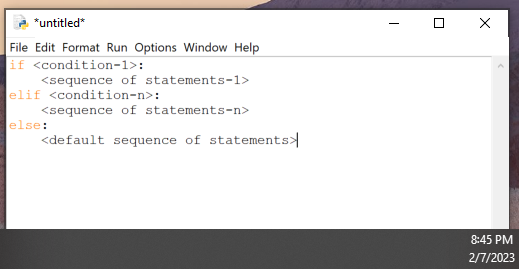 *untitled*
File Edit Format Run Options Window Help
if <condition-1>:
    <sequence of statements-1>
elif <condition-n>:
    <sequence of statements-n>
else:
    <default sequence of statements>
8:45 PM
2/7/2023